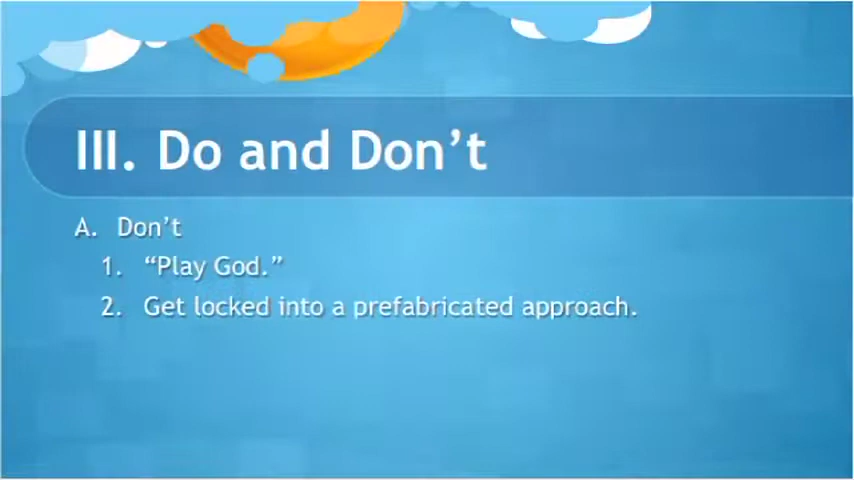 III. Do and Don’t
A. Don’t
1. “Play God.”
2. Get locked into a prefabricated approach.